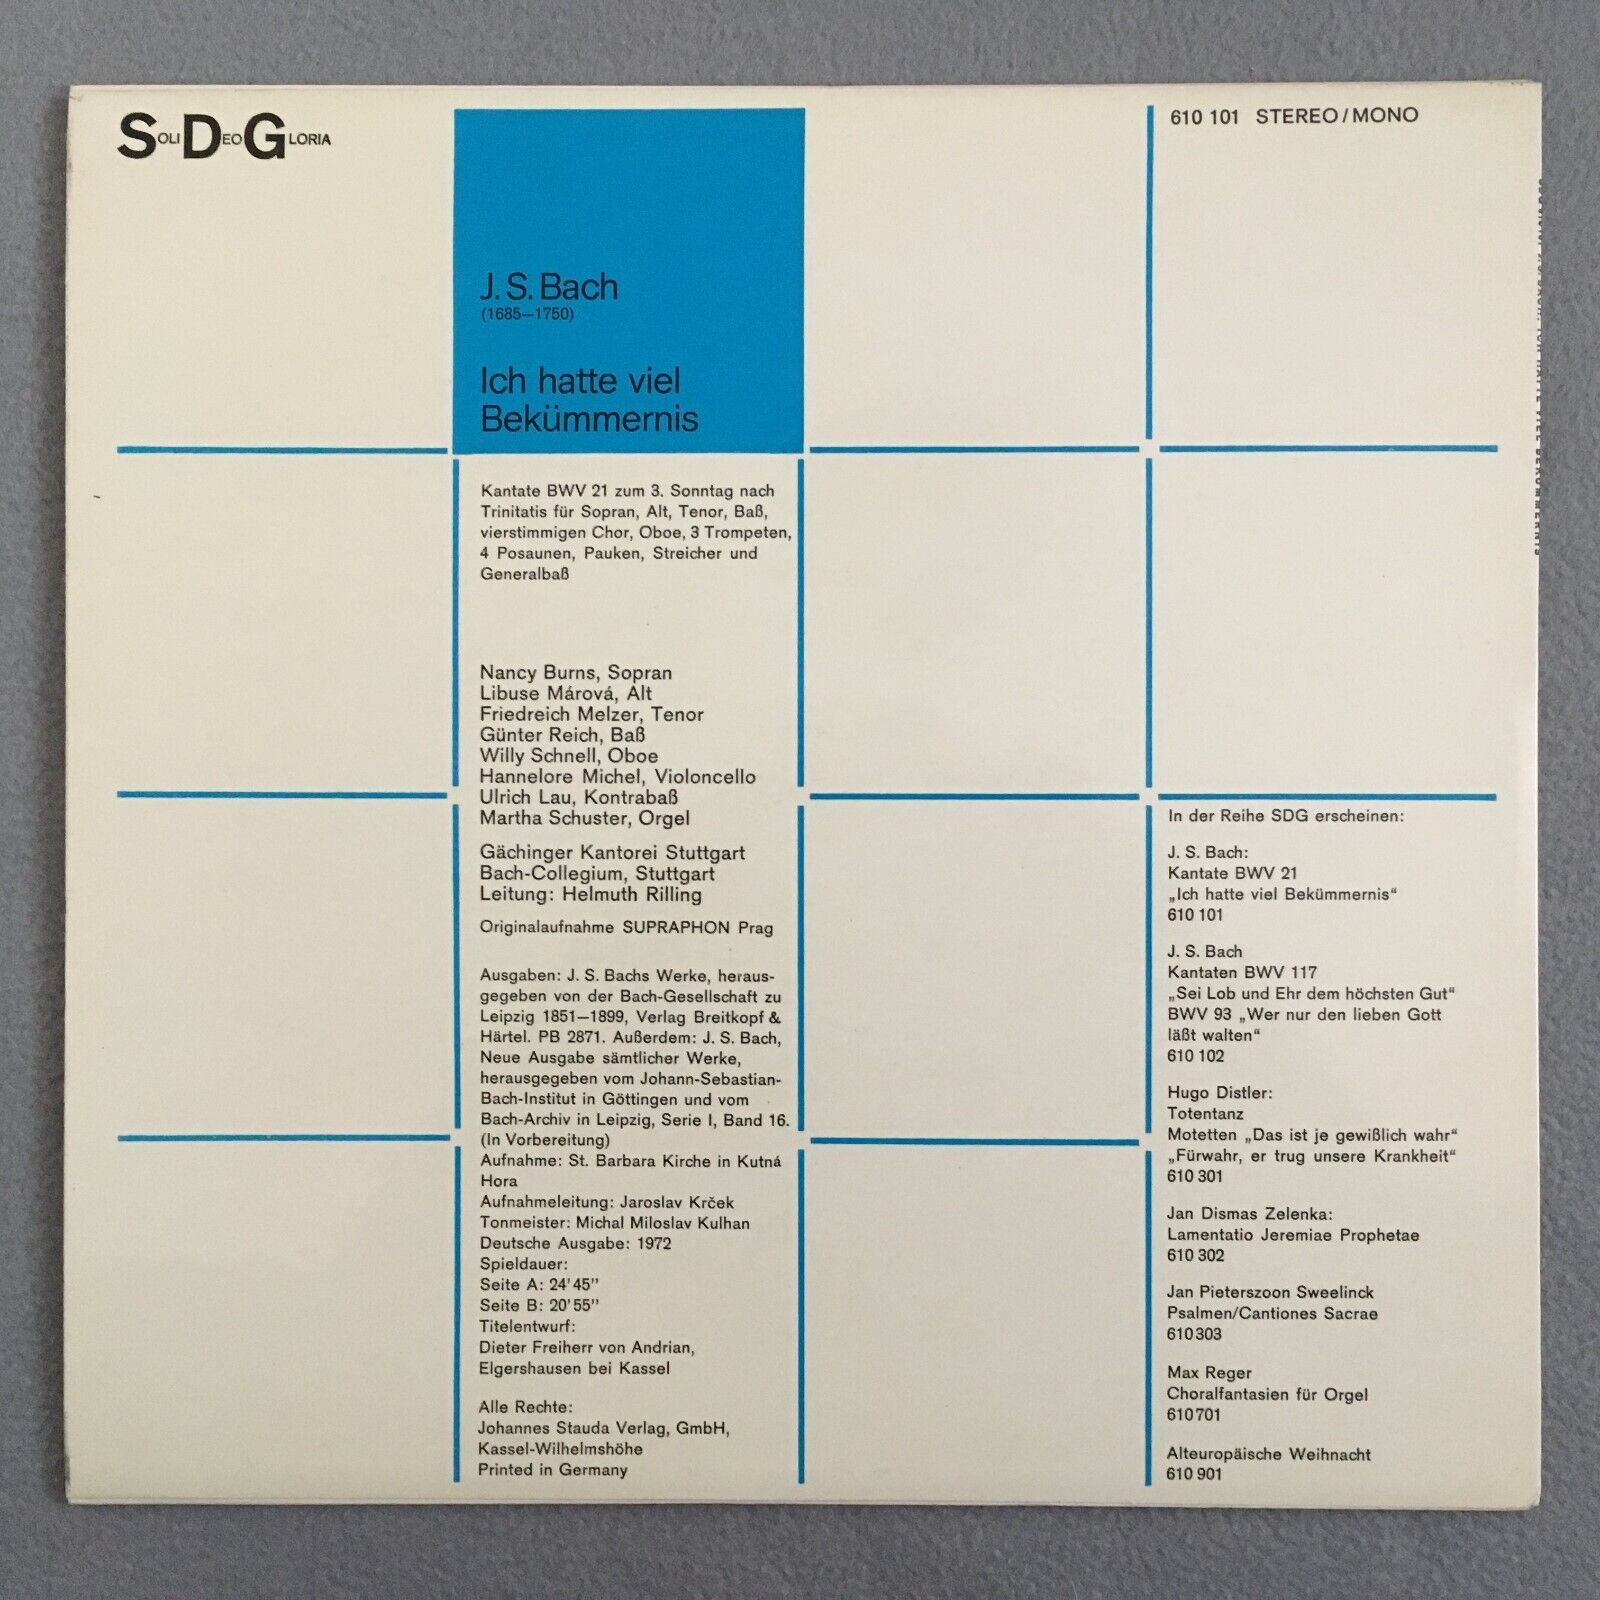 SOLI DEO GLORIA
610 101 STEREO/MONO
J. S. Bach
(1685—1750)
Ich hatte viel
Bekümmernis
Kantate BWV 21 zum 3. Sonntag nach
Trinitatis für Sopran, Alt, Tenor, Baß,
vierstimmigen Chor, Oboe, 3 Trompeten,
4 Posaunen, Pauken, Streicher und
Generalbaß
Nancy Burns, Sopran
Libuse Márová, Alt
Friedreich Melzer, Tenor
Günter Reich, Baß
Willy Schnell, Oboe
Hannelore Michel, Violoncello
Ulrich Lau, Kontrabaß
Martha Schuster, Orgel
Gächinger Kantorei Stuttgart
Bach-Collegium, Stuttgart
Leitung: Helmuth Rilling
Originalaufnahme SUPRAPHON Prag
Ausgaben: J. S. Bachs Werke, heraus-
gegeben von der Bach-Gesellschaft zu
Leipzig 1851—1899, Verlag Breitkopf &
Härtel. PB 2871. Außerdem: J. S. Bach,
Neue Ausgabe sämtlicher Werke,
herausgegeben vom Johann-Sebastian-
Bach-Institut in Göttingen und vom
Bach-Archiv in Leipzig, Serie I, Band 16.
(In Vorbereitung)
Aufnahme: St. Barbara Kirche in Kutná
Hora
Aufnahmeleitung: Jaroslav Krček
Tonmeister: Michal Miloslav Kulhan
Deutsche Ausgabe: 1972
Spieldauer:
Seite A: 24'45"
Seite B: 20'55"
Titelentwurf:
Dieter Freiherr von Andrian,
Elgershausen bei Kassel
Alle Rechte:
Johannes Stauda Verlag, GmbH,
Kassel-Wilhelmshöhe
Printed in Germany
In der Reihe SDG erscheinen:
J. S. Bach:
Kantate BWV 21
„Ich hatte viel Bekümmernis“
610 101
J. S. Bach
Kantaten BWV 117
„Sei Lob und Ehr dem höchsten Gut“
BWV 93 „Wer nur den lieben Gott
läßt walten“
610 102
Hugo Distler:
Totentanz
Motetten „Das ist je gewißlich wahr“
„Fürwahr, er trug unsere Krankheit“
610 301
Jan Dismas Zelenka:
Lamentatio Jeremiae Prophetae
610 302
Jan Pieterszoon Sweelinck
Psalmen/Cantiones Sacrae
610 303
Max Reger
Choralfantasien für Orgel
610 701
Alteuropäische Weihnacht
610 901